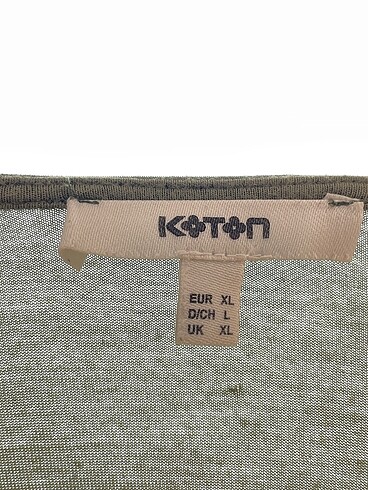 KOTON
EUR XL
D/CH L
UK XL